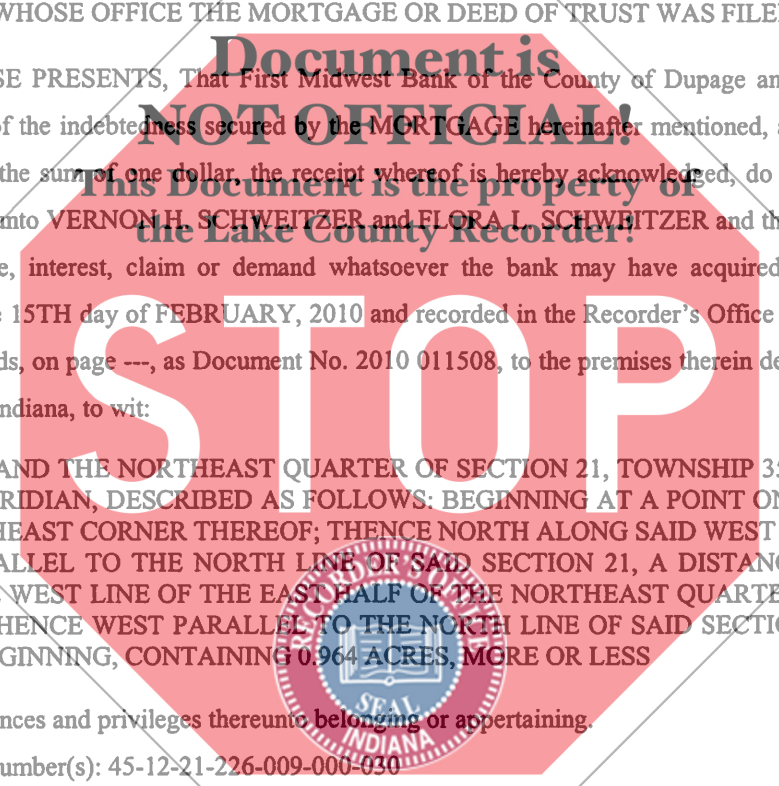 WHOSE OFFICE THE MORTGAGE OR DEED OF TRUST WAS FILE
Document is
SE PRESENTS, That First Midwest Bank of the County of Dupage an
NOT OFFICIAL!
of the indebtedness secured by the MORTGAGE hereinafter mentioned, a
the sum of one dollar, the receipt whereof is hereby acknowledged, do
This Document is the property of
unto VERNON H. SCHWEITZER and FLORA L. SCHWEITZER and th
the Lake County Recorder!
e, interest, claim or demand whatsoever the bank may have acquired
15TH day of FEBRUARY, 2010 and recorded in the Recorder's Office
STOP
ds, on page ---, as Document No. 2010 011508, to the premises therein de
ndiana, to wit:
AND THE NORTHEAST QUARTER OF SECTION 21, TOWNSHIP 35
RIDIAN, DESCRIBED AS FOLLOWS: BEGINNING AT A POINT ON
HEAST CORNER THEREOF; THENCE NORTH ALONG SAID WEST
ALLEL TO THE NORTH LINE OF SAID SECTION 21, A DISTANC
WEST LINE OF THE EAST HALF OF THE NORTHEAST QUARTE
HENCE WEST PARALLEL TO THE NORTH LINE OF SAID SECTIO
GINNING, CONTAINING 0.964 ACRES, MORE OR LESS
RECORDER'S OFFICE
SEAL
INDIANA
nces and privileges thereunto belonging or appertaining.
umber(s): 45-12-21-226-009-000-030